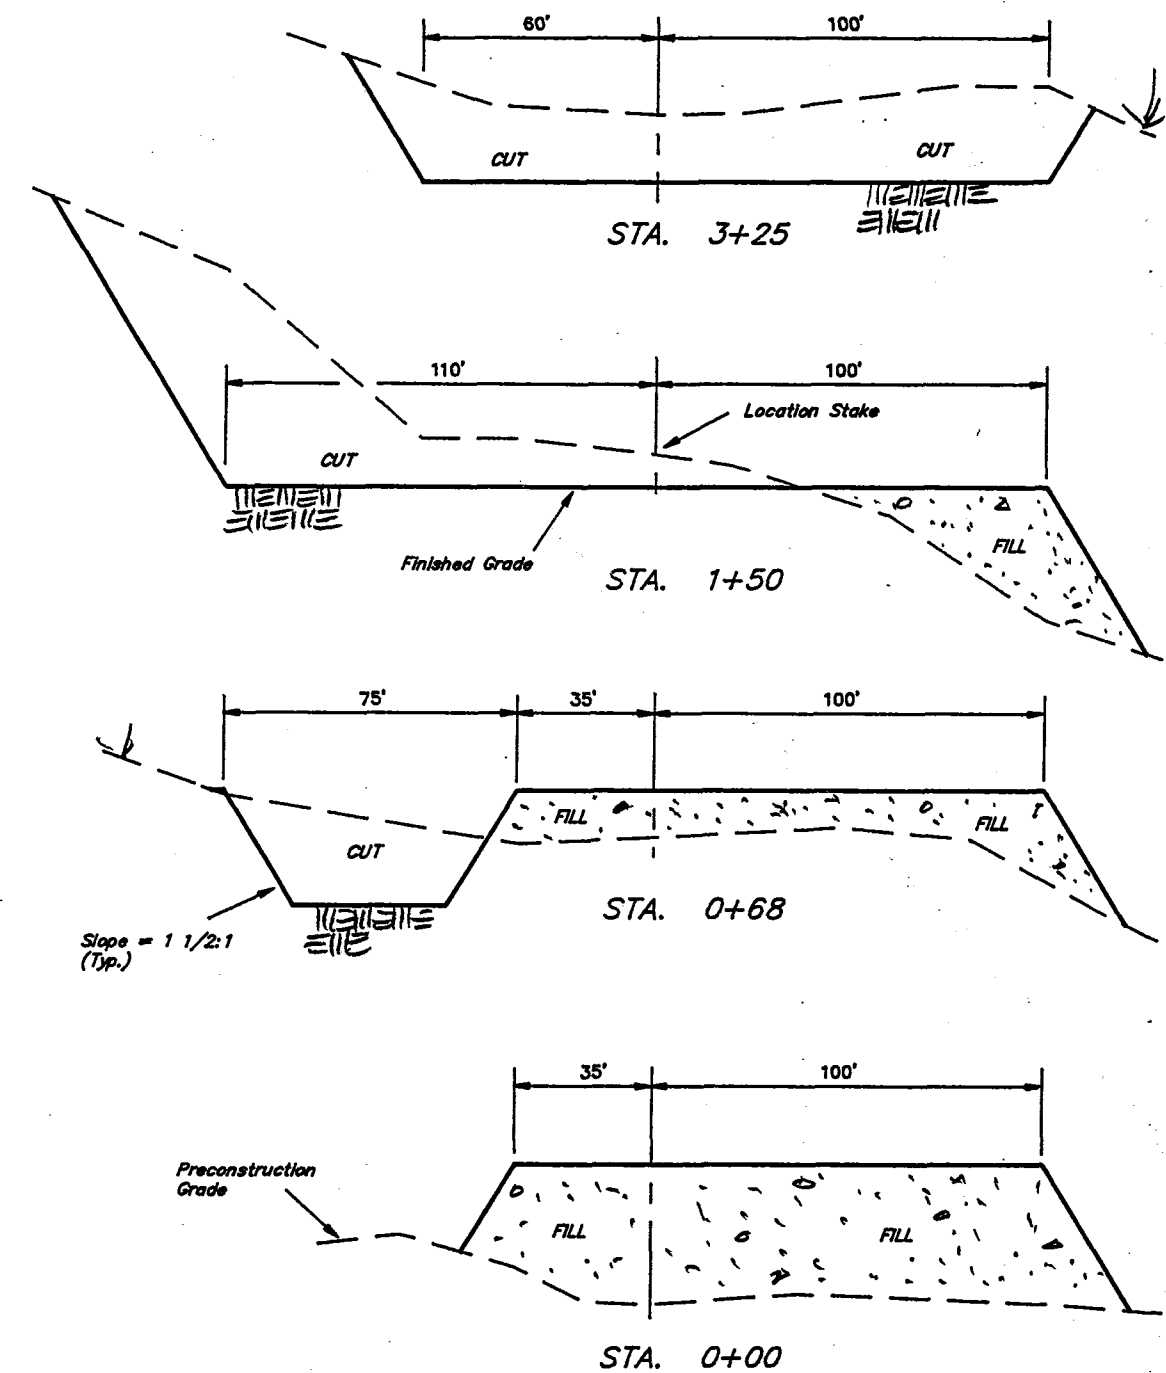 60' 100'
CUT CUT
STA. 3+25
110' 100'
Location Stake
CUT
FILL
Finished Grade
STA. 1+50
75' 35' 100'
FILL FILL
CUT
STA. 0+68
Slope = 1 1/2:1
(Typ.)
35' 100'
Preconstruction
Grade
FILL FILL
STA. 0+00